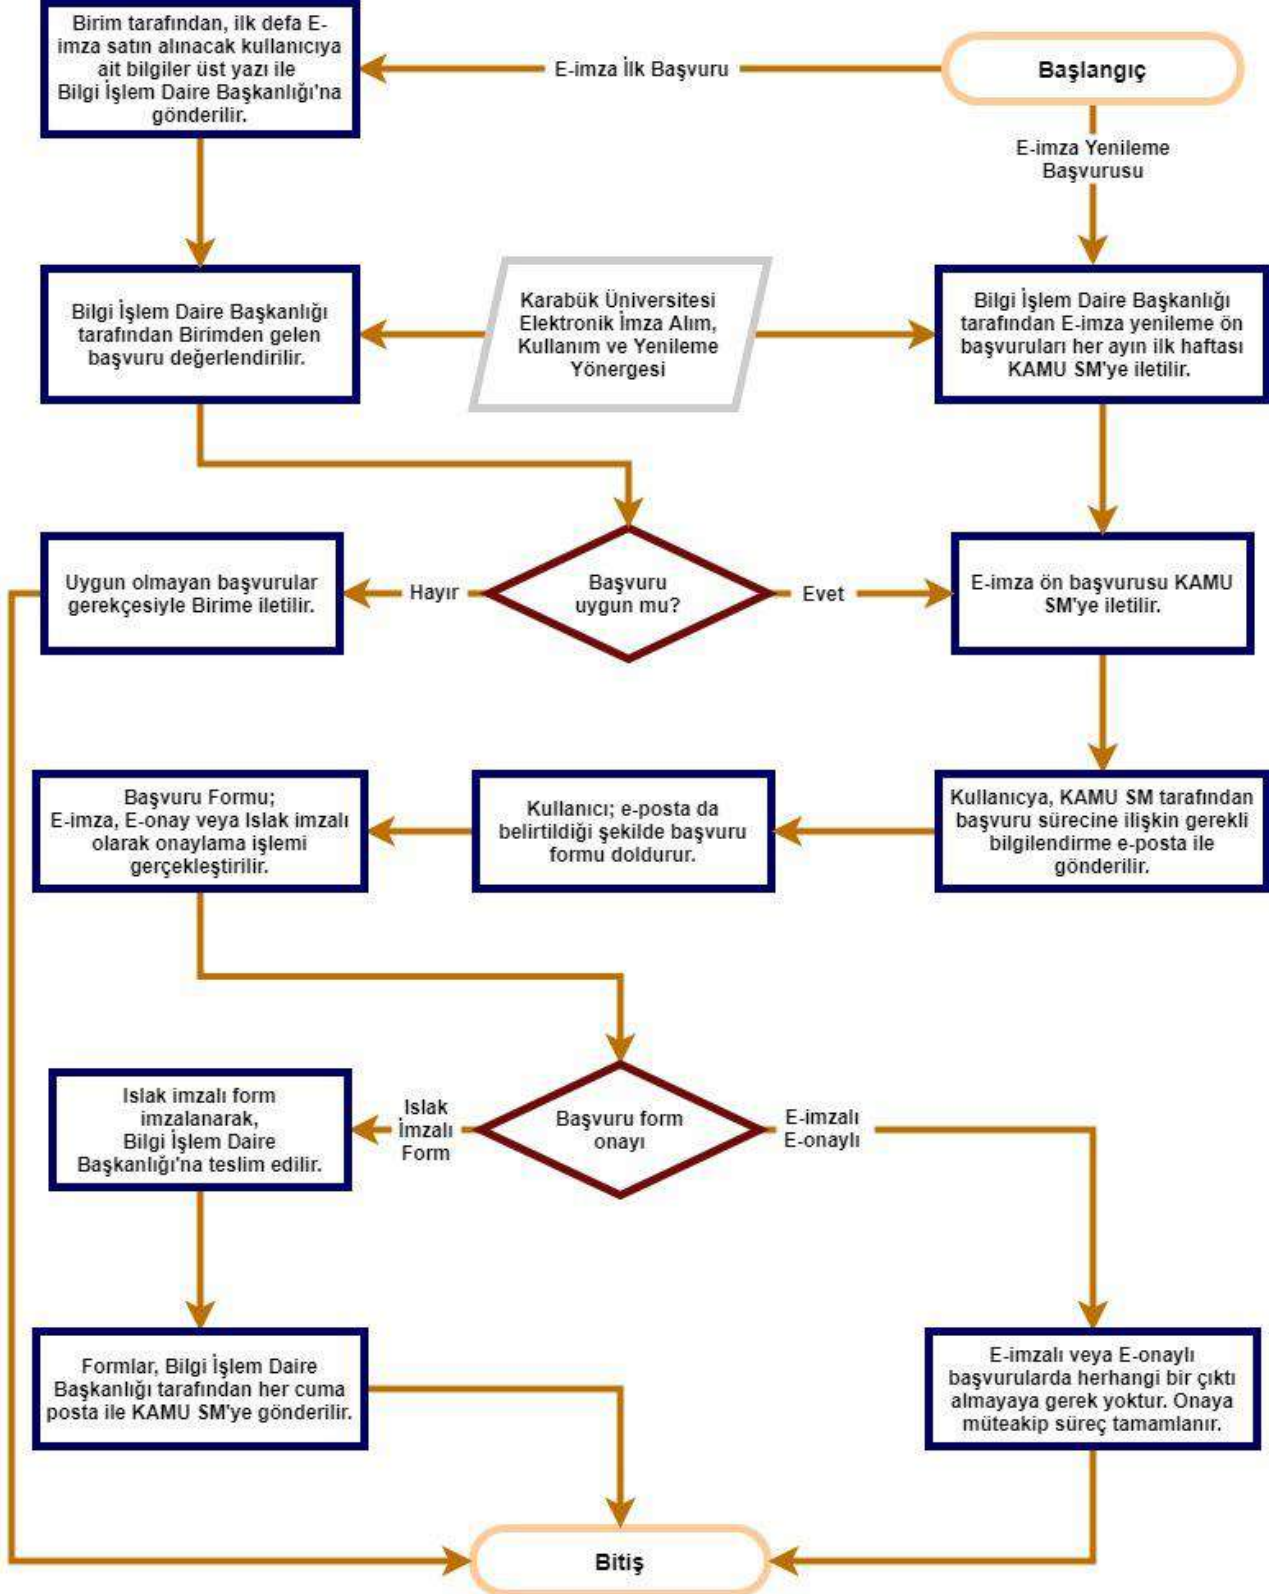 Birim tarafından, ilk defa E-
imza satın alınacak kullanıcıya
ait bilgiler üst yazı ile
Bilgi İşlem Daire Başkanlığı'na
gönderilir.
E-imza İlk Başvuru
Başlangıç
E-imza Yenileme
Başvurusu
Bilgi İşlem Daire Başkanlığı
tarafından Birimden gelen
başvuru değerlendirilir.
Karabük Üniversitesi
Elektronik İmza Alım,
Kullanım ve Yenileme
Yönergesi
Bilgi İşlem Daire Başkanlığı
tarafından E-imza yenileme ön
başvuruları her ayın ilk haftası
KAMU SM'ye iletilir.
Uygun olmayan başvurular
gerekçesiyle Birime iletilir.
Hayır
Başvuru
uygun mu?
Evet
E-imza ön başvurusu KAMU
SM'ye iletilir.
Başvuru Formu;
E-imza, E-onay veya Islak imzalı
olarak onaylama işlemi
gerçekleştirilir.
Kullanıcı; e-posta da
belirtildiği şekilde başvuru
formu doldurur.
Kullanıcya, KAMU SM tarafından
başvuru sürecine ilişkin gerekli
bilgilendirme e-posta ile
gönderilir.
Islak imzalı form
imzalanarak,
Bilgi İşlem Daire
Başkanlığı'na teslim edilir.
Islak
İmzalı
Form
Başvuru form
onayı
E-imzalı
E-onaylı
Formlar, Bilgi İşlem Daire
Başkanlığı tarafından her cuma
posta ile KAMU SM'ye gönderilir.
E-imzalı veya E-onaylı
başvurularda herhangi bir çıktı
almayaya gerek yoktur. Onaya
müteakip süreç tamamlanır.
Bitiş